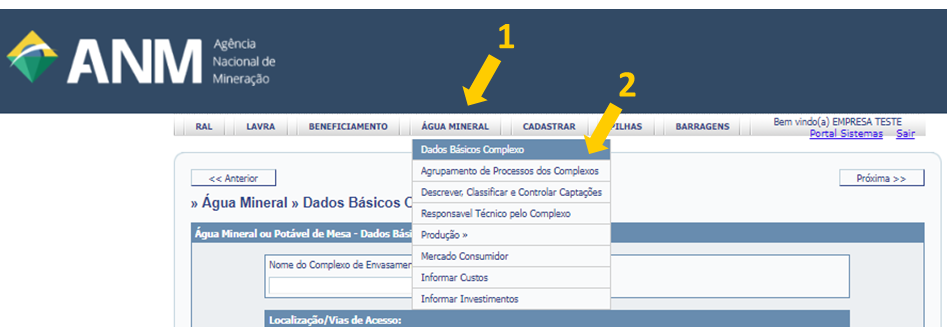 1
ANM
Agência
Nacional de
Mineração
2
RAL LAVRA BENEFICIAMENTO ÁGUA MINERAL CADASTRAR PILHAS BARRAGENS
Bem vindo(a) EMPRESA TESTE
Portal Sistemas Sair
Dados Básicos Complexo
Agrupamento de Processos dos Complexos
Descrever, Classificar e Controlar Captações
Responsavel Técnico pelo Complexo
Produção »
Mercado Consumidor
Informar Custos
Informar Investimentos
<< Anterior
Próxima >>
» Água Mineral » Dados Básicos C
Água Mineral ou Potável de Mesa - Dados Bási
Nome do Complexo de Envasamen
Localização/Vias de Acesso: